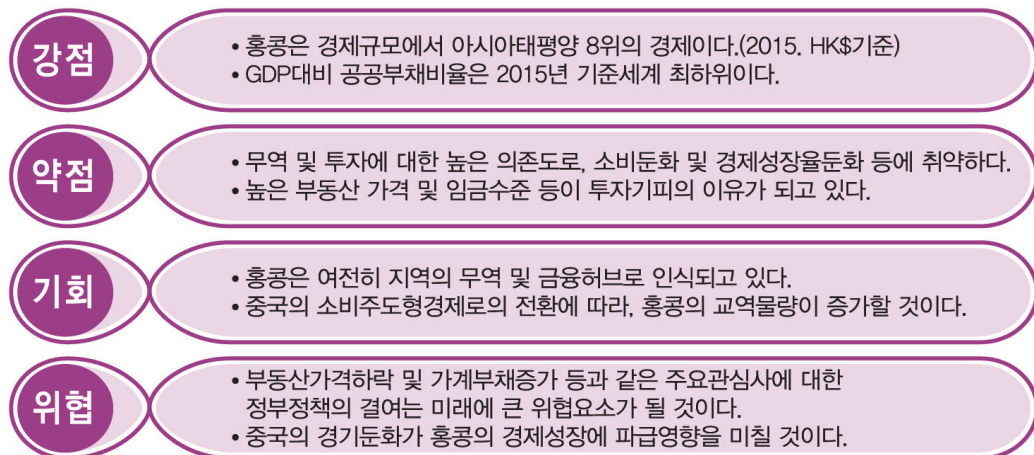 강점
• 홍콩은 경제규모에서 아시아태평양 8위의 경제이다.(2015. HK$기준)
• GDP대비 공공부채비율은 2015년 기준세계 최하위이다.
약점
• 무역 및 투자에 대한 높은 의존도로, 소비둔화 및 경제성장율둔화 등에 취약하다.
• 높은 부동산 가격 및 임금수준 등이 투자기피의 이유가 되고 있다.
기회
• 홍콩은 여전히 지역의 무역 및 금융허브로 인식되고 있다.
• 중국의 소비주도형경제로의 전환에 따라, 홍콩의 교역물량이 증가할 것이다.
위협
• 부동산가격하락 및 가계부채증가 등과 같은 주요관심사에 대한
정부정책의 결여는 미래에 큰 위협요소가 될 것이다.
• 중국의 경기둔화가 홍콩의 경제성장에 파급영향을 미칠 것이다.